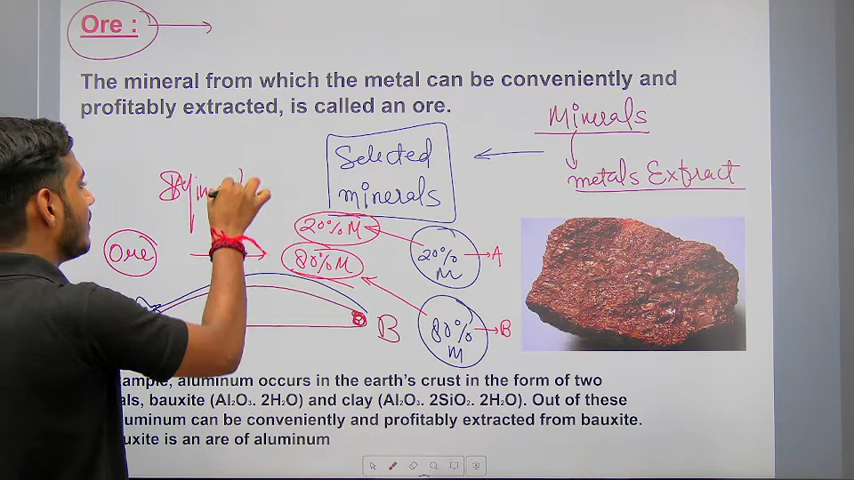 Ore :
The mineral from which the metal can be conveniently and
profitably extracted, is called an ore.
Minerals
metals Extract
Selected
minerals
Ore
20% M
80% M
20%
M
A
80%
M
B
B
ample, aluminum occurs in the earth's crust in the form of two
als, bauxite (Al₂O₃. 2H₂O) and clay (Al₂O₃. 2SiO₂. 2H₂O). Out of these
uminum can be conveniently and profitably extracted from bauxite.
uxite is an are of aluminum